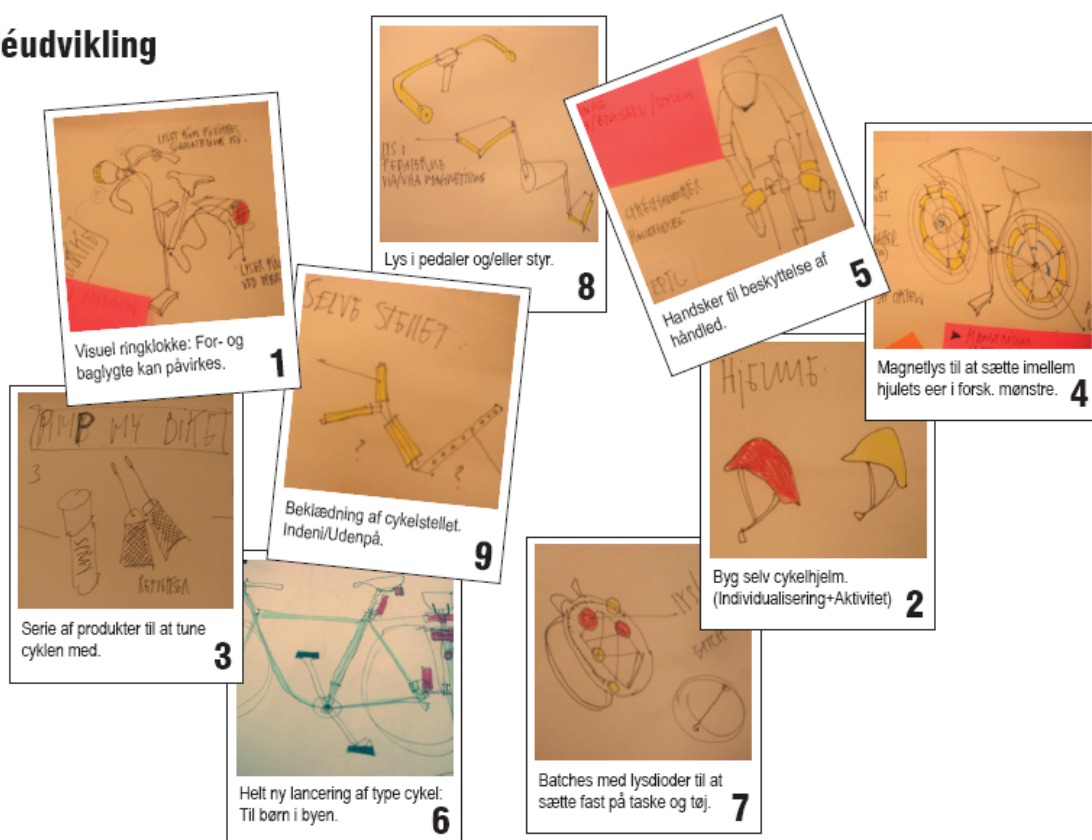 éudvikling
Visuel ringklokke: For- og
baglygte kan påvirkes.
1
Lys i pedaler og/eller styr.
8
Handsker til beskyttelse af
håndled.
5
Magnetlys til at sætte imellem
hjulets eer i forsk. mønstre.
4
MY BIKE
3
SPRAY
Serie af produkter til at tune
cyklen med.
3
SELVE STELLET.
?
?
Beklædning af cykelstellet.
Indeni/Udenpå.
9
LYS I
HJELME:
Byg selv cykelhjelm.
(Individualisering+Aktivitet)
2
Helt ny lancering af type cykel:
Til børn i byen.
6
BATCH
Batches med lysdioder til at
sætte fast på taske og tøj.
7